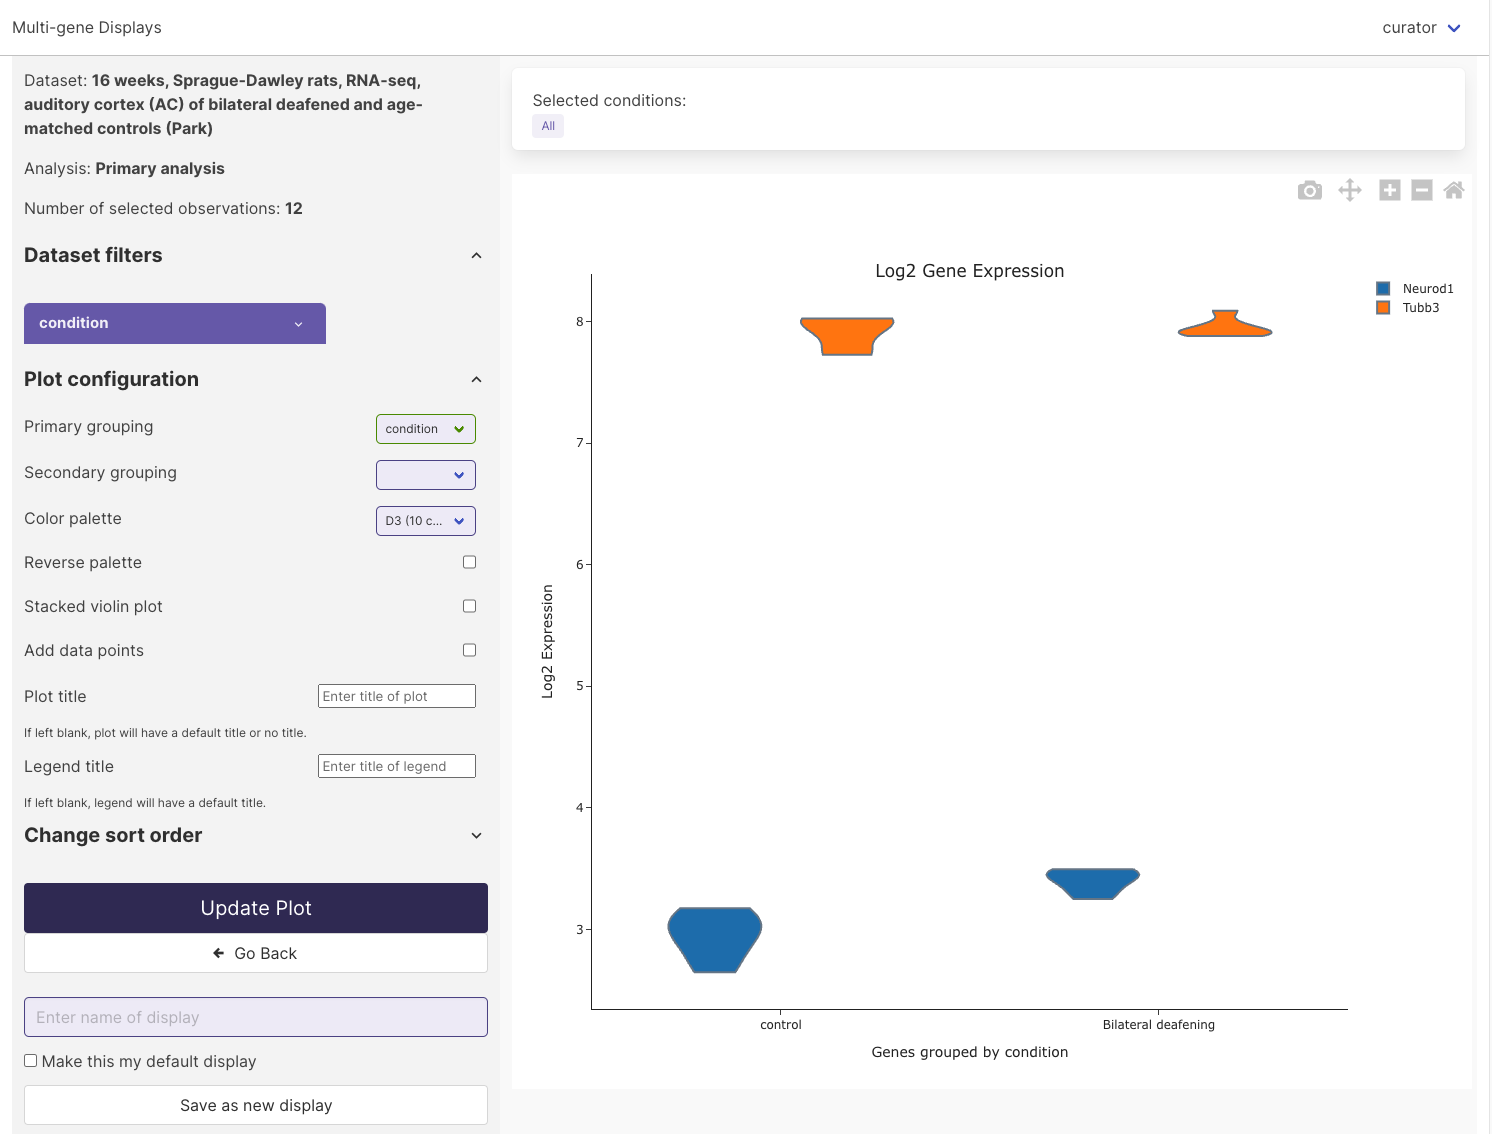 Multi-gene Displays
curator
Dataset: 16 weeks, Sprague-Dawley rats, RNA-seq,
auditory cortex (AC) of bilateral deafened and age-
matched controls (Park)
Analysis: Primary analysis
Number of selected observations: 12
Dataset filters
condition
Plot configuration
Primary grouping
condition
Secondary grouping
Color palette
D3 (10 c...
Reverse palette
Stacked violin plot
Add data points
Plot title
Enter title of plot
If left blank, plot will have a default title or no title.
Legend title
Enter title of legend
If left blank, legend will have a default title.
Change sort order
Update Plot
Go Back
Enter name of display
Make this my default display
Save as new display
Selected conditions:
All
Log2 Gene Expression
Neurod1
Tubb3
8
7
6
5
4
3
Log2 Expression
control
Bilateral deafening
Genes grouped by condition